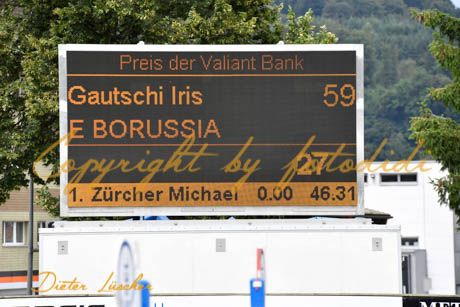 Preis der Valiant Bank
Gautschi Iris 59
E BORUSSIA
Copyright by fotodidi
27
1. Zürcher Michael 0.00 46.31
Dieter Lüscher